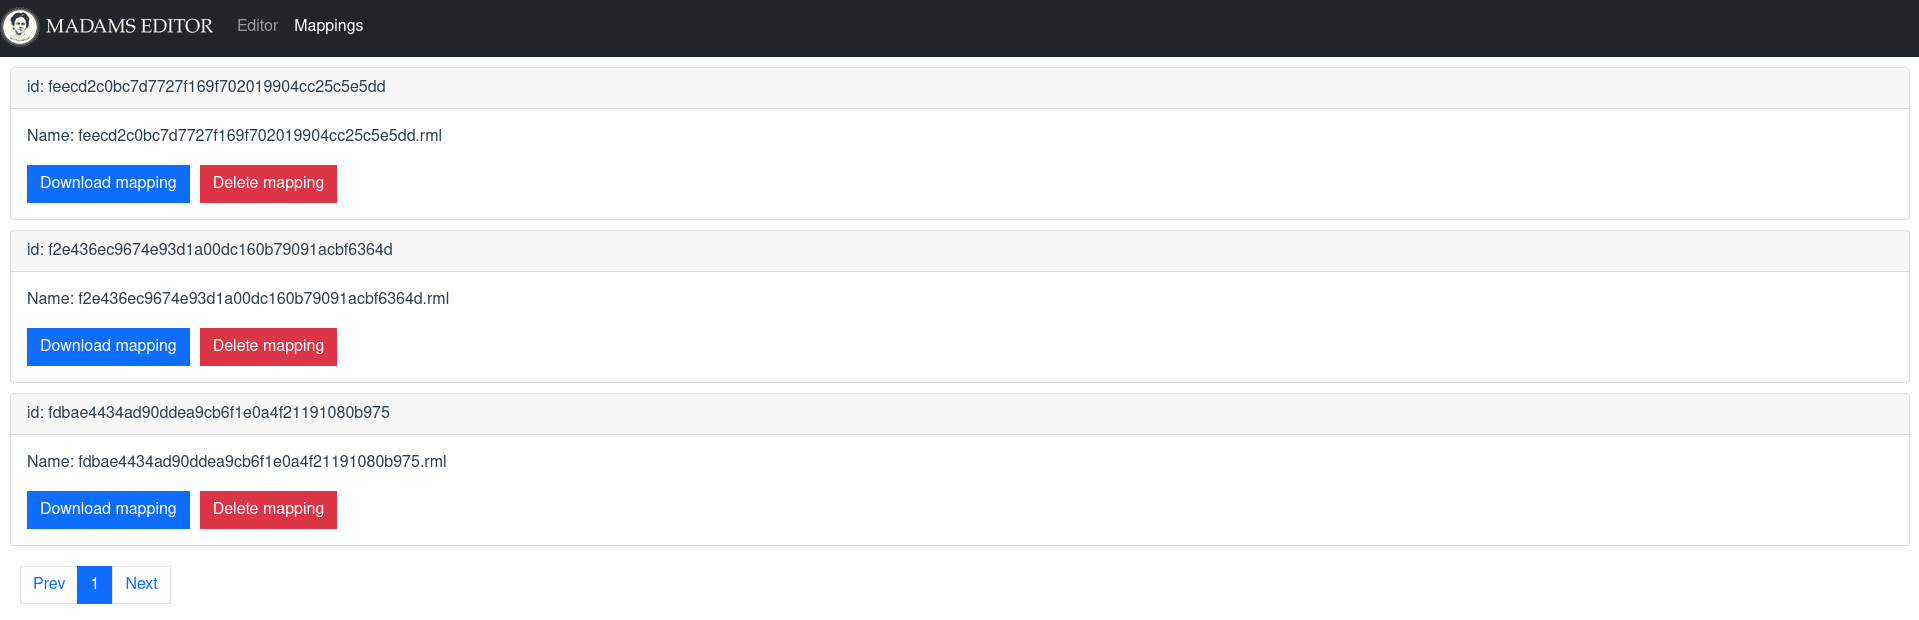 MADAMS EDITOR Editor Mappings
id: feecd2c0bc7d7727f169f702019904cc25c5e5dd
Name: feecd2c0bc7d7727f169f702019904cc25c5e5dd.rml
Download mapping Delete mapping
id: f2e436ec9674e93d1a00dc160b79091acbf6364d
Name: f2e436ec9674e93d1a00dc160b79091acbf6364d.rml
Download mapping Delete mapping
id: fdbae4434ad90ddea9cb6f1e0a4f21191080b975
Name: fdbae4434ad90ddea9cb6f1e0a4f21191080b975.rml
Download mapping Delete mapping
Prev 1 Next